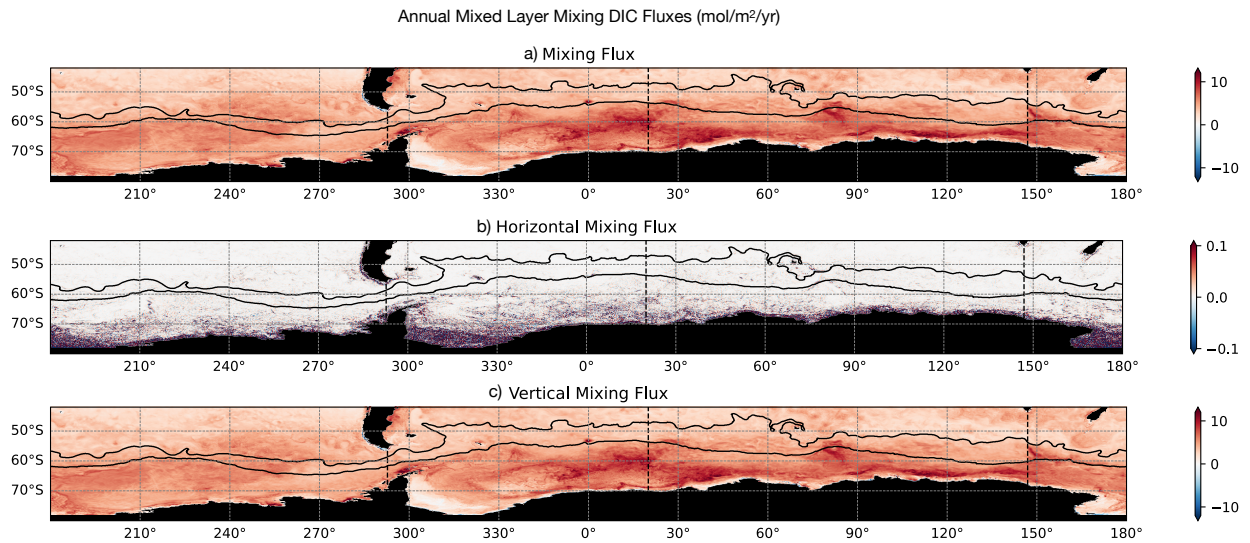 Annual Mixed Layer Mixing DIC Fluxes (mol/m²/yr)
a) Mixing Flux
50°S
60°S
70°S
210° 240° 270° 300° 330° 0° 30° 60° 90° 120° 150° 180°
10
0
−10
b) Horizontal Mixing Flux
50°S
60°S
70°S
210° 240° 270° 300° 330° 0° 30° 60° 90° 120° 150° 180°
0.1
0.0
−0.1
c) Vertical Mixing Flux
50°S
60°S
70°S
210° 240° 270° 300° 330° 0° 30° 60° 90° 120° 150° 180°
10
0
−10